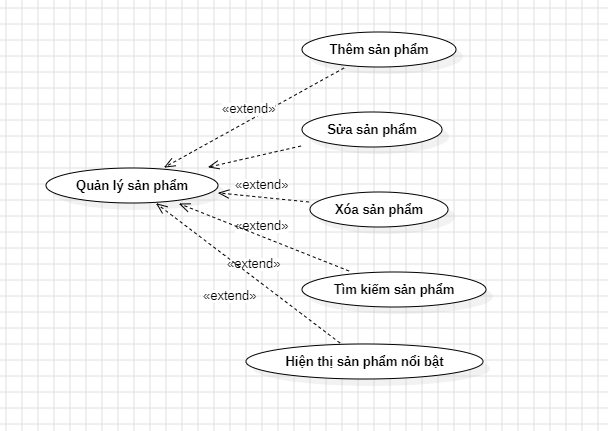 Thêm sản phẩm
«extend»
Sửa sản phẩm
Quản lý sản phẩm
«extend»
Xóa sản phẩm
«extend»
«extend»
Tìm kiếm sản phẩm
«extend»
Hiện thị sản phẩm nổi bật